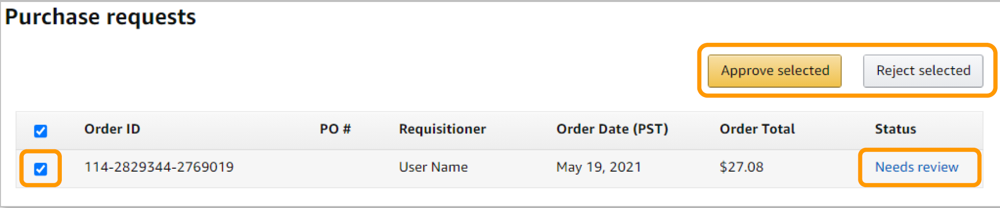 Purchase requests
Approve selected Reject selected
Order ID PO # Requisitioner Order Date (PST) Order Total Status
114-2829344-2769019 User Name May 19, 2021 $27.08 Needs review